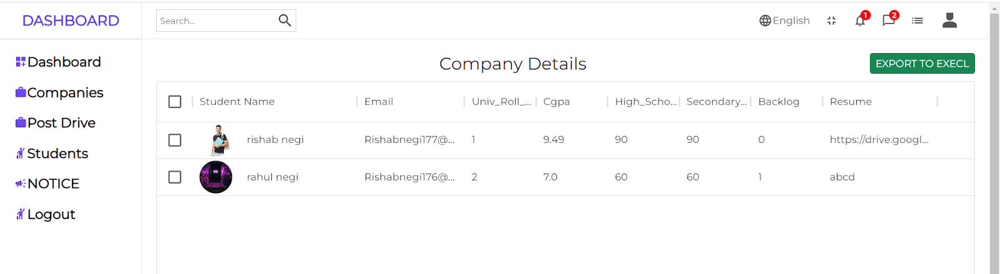 DASHBOARD
Search...
English
1
2
Dashboard
Companies
Post Drive
Students
NOTICE
Logout
Company Details
EXPORT TO EXECL
Student Name Email Univ_Roll_... Cgpa High_Scho... Secondary... Backlog Resume
rishab negi Rishabnegi177@... 1 9.49 90 90 0 https://drive.googl...
rahul negi Rishabnegi176@... 2 7.0 60 60 1 abcd